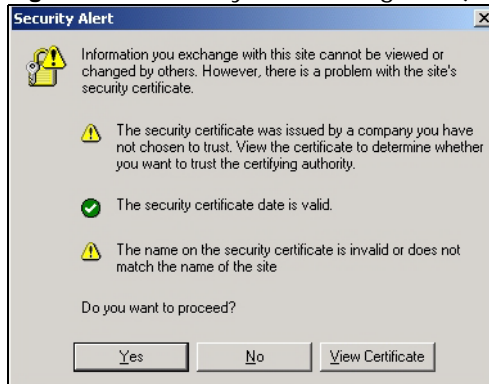 Security Alert
Information you exchange with this site cannot be viewed or
changed by others. However, there is a problem with the site's
security certificate.
The security certificate was issued by a company you have
not chosen to trust. View the certificate to determine whether
you want to trust the certifying authority.
The security certificate date is valid.
The name on the security certificate is invalid or does not
match the name of the site
Do you want to proceed?
Yes
No
View Certificate